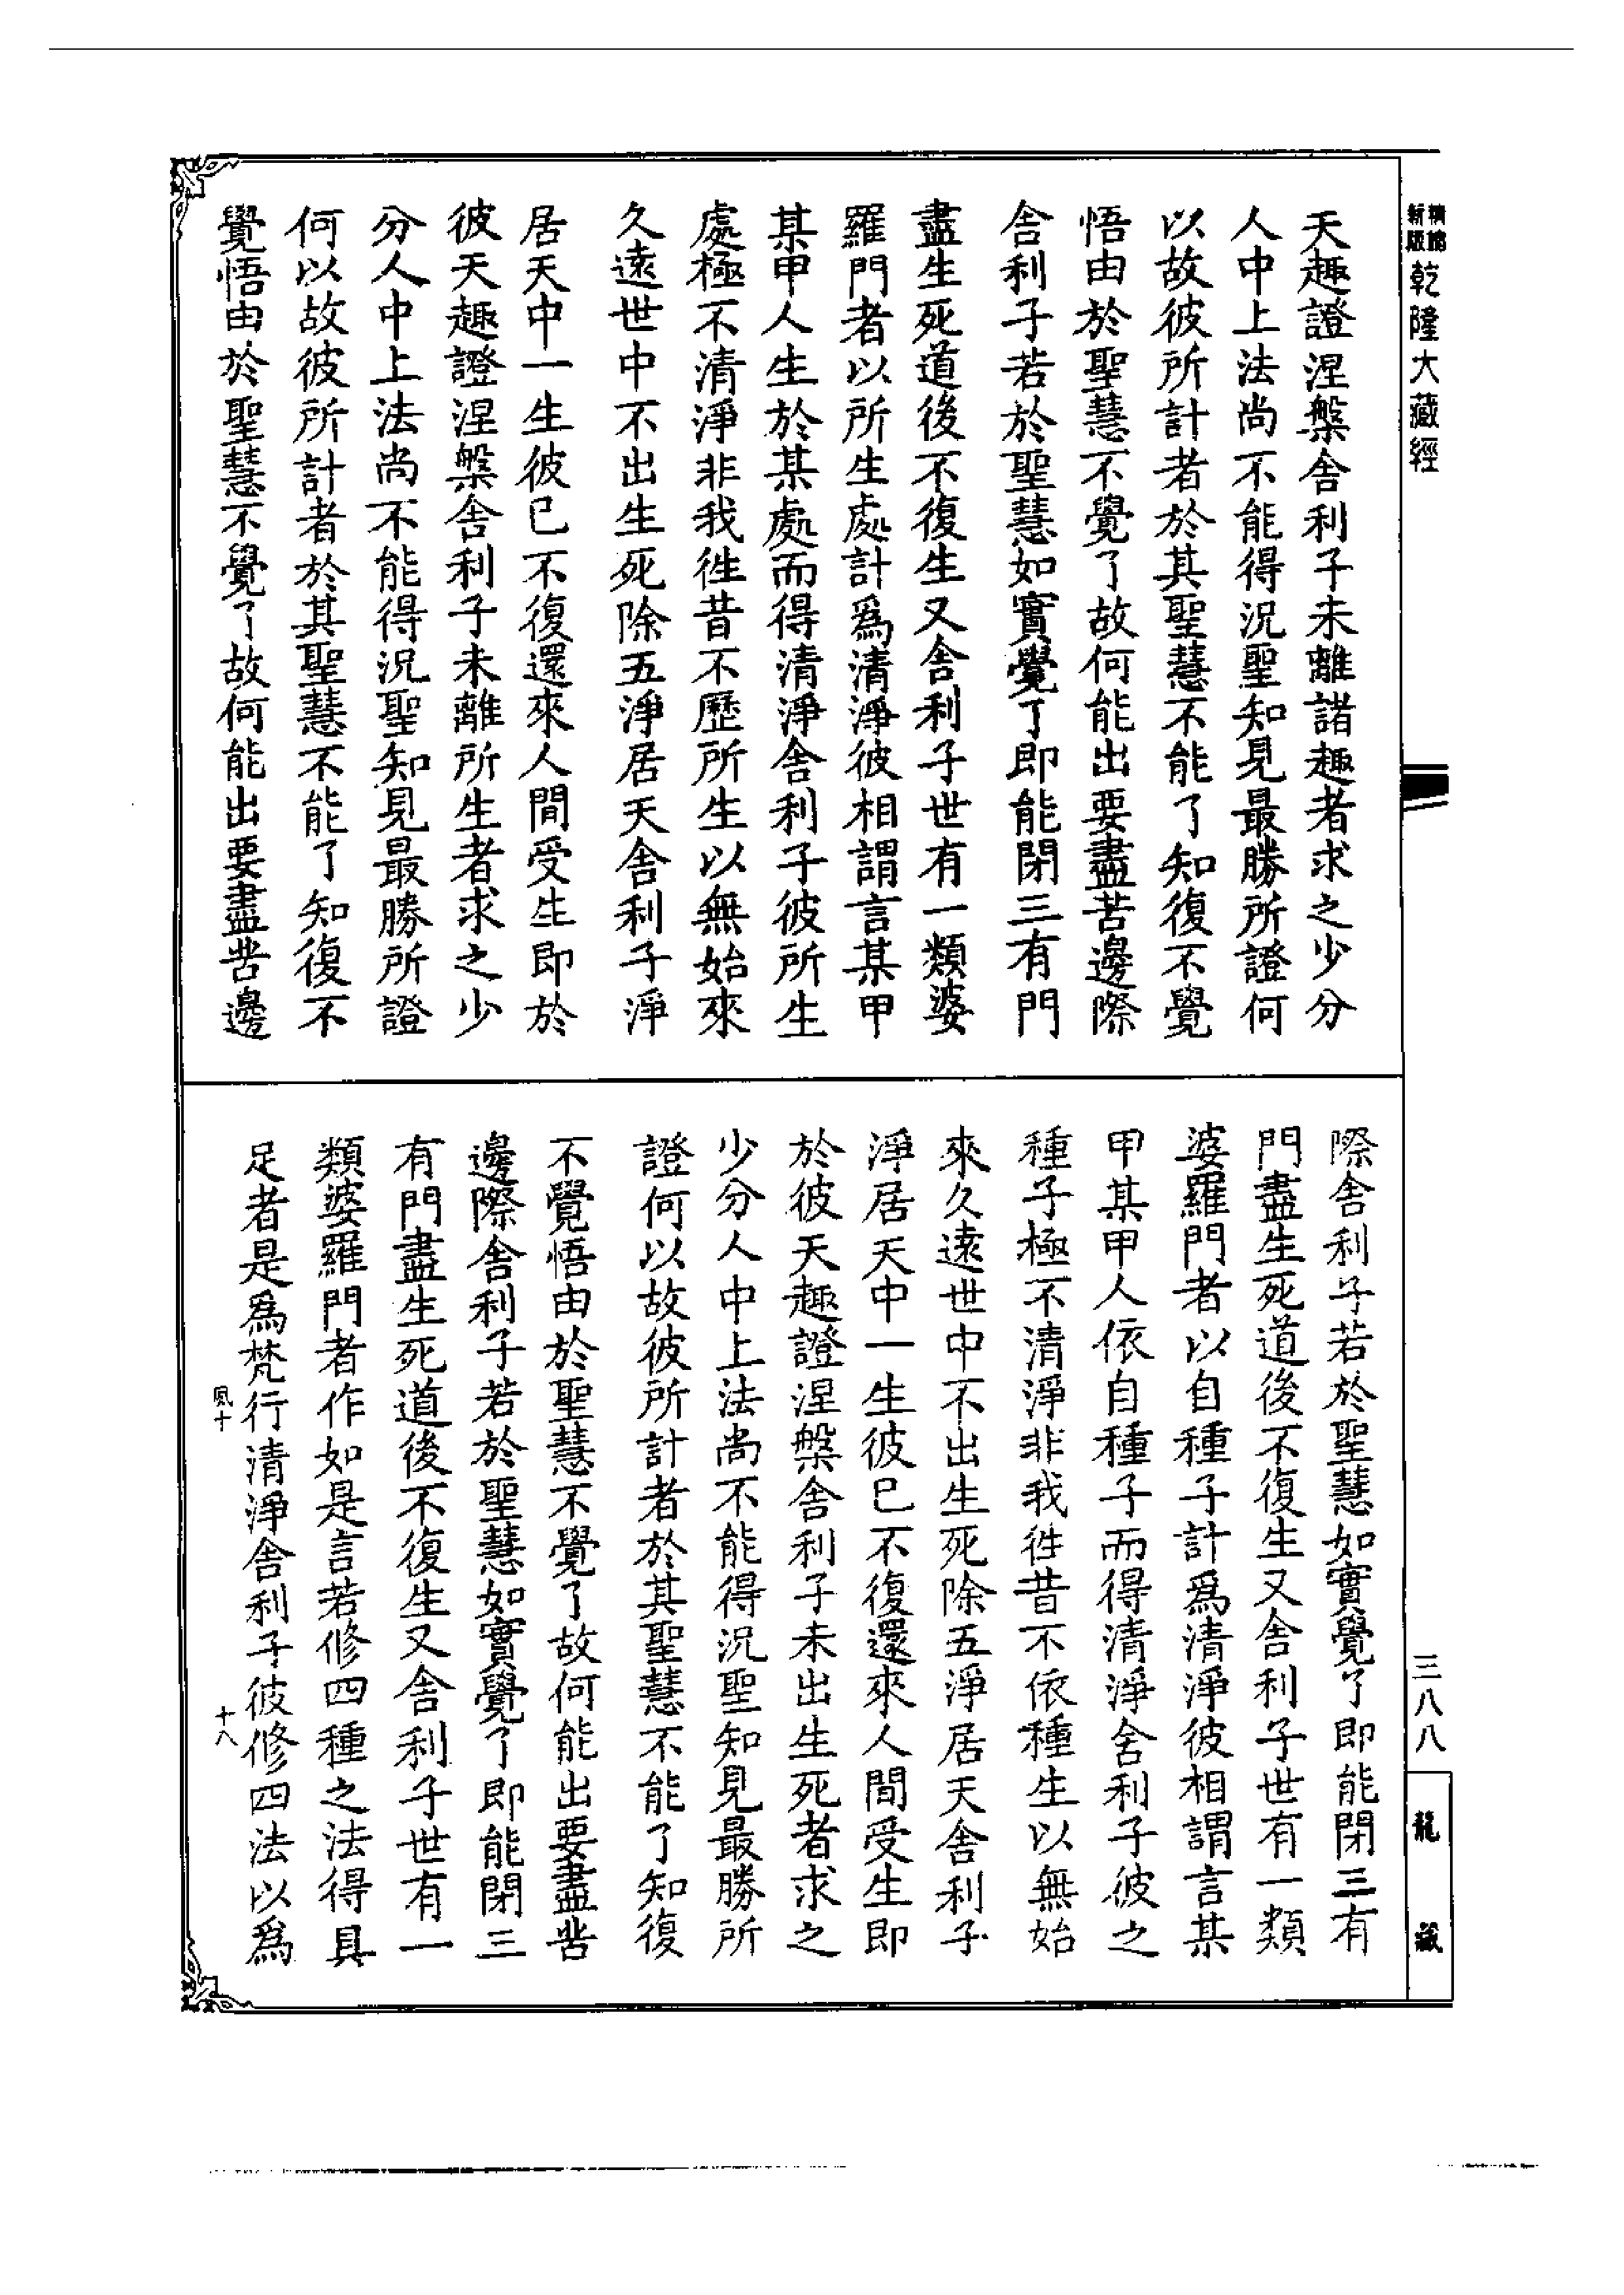 精縮
新版
乾隆大藏經
天趣證涅槃舍利子未離諸趣者求之少分
人中上法尚不能得況聖知見最勝所證何
以故彼所計者於其聖慧不能了知復不覺
悟由於聖慧不覺了故何能出要盡苦邊際
舍利子若於聖慧如實覺了即能閉三有門
盡生死道後不復生又舍利子世有一類婆
羅門者以所生處計爲清淨彼相謂言某甲
某甲人生於某處而得清淨舍利子彼所生
處極不清淨非我徃昔不歷所生以無始來
久遠世中不出生死除五淨居天舍利子淨
居天中一生彼已不復還來人間受生即於
彼天趣證涅槃舍利子未離所生者求之少
分人中上法尚不能得況聖知見最勝所證
何以故彼所計者於其聖慧不能了知復不
覺悟由於聖慧不覺了故何能出要盡苦邊
際舍利子若於聖慧如實覺了即能閉三有
門盡生死道後不復生又舍利子世有一類
婆羅門者以自種子計爲清淨彼相謂言某
甲某甲人依自種子而得清淨舍利子彼之
種子極不清淨非我徃昔不依種生以無始
來久遠世中不出生死除五淨居天舍利子
淨居天中一生彼已不復還來人間受生即
於彼天趣證涅槃舍利子未出生死者求之
少分人中上法尚不能得況聖知見最勝所
證何以故彼所計者於其聖慧不能了知復
不覺悟由於聖慧不覺了故何能出要盡苦
邊際舍利子若於聖慧如實覺了即能閉三
有門盡生死道後不復生又舍利子世有一
類婆羅門者作如是言若修四種之法得具
足者是爲梵行清淨舍利子彼修四法以爲
風十
十八
三八八
龍藏